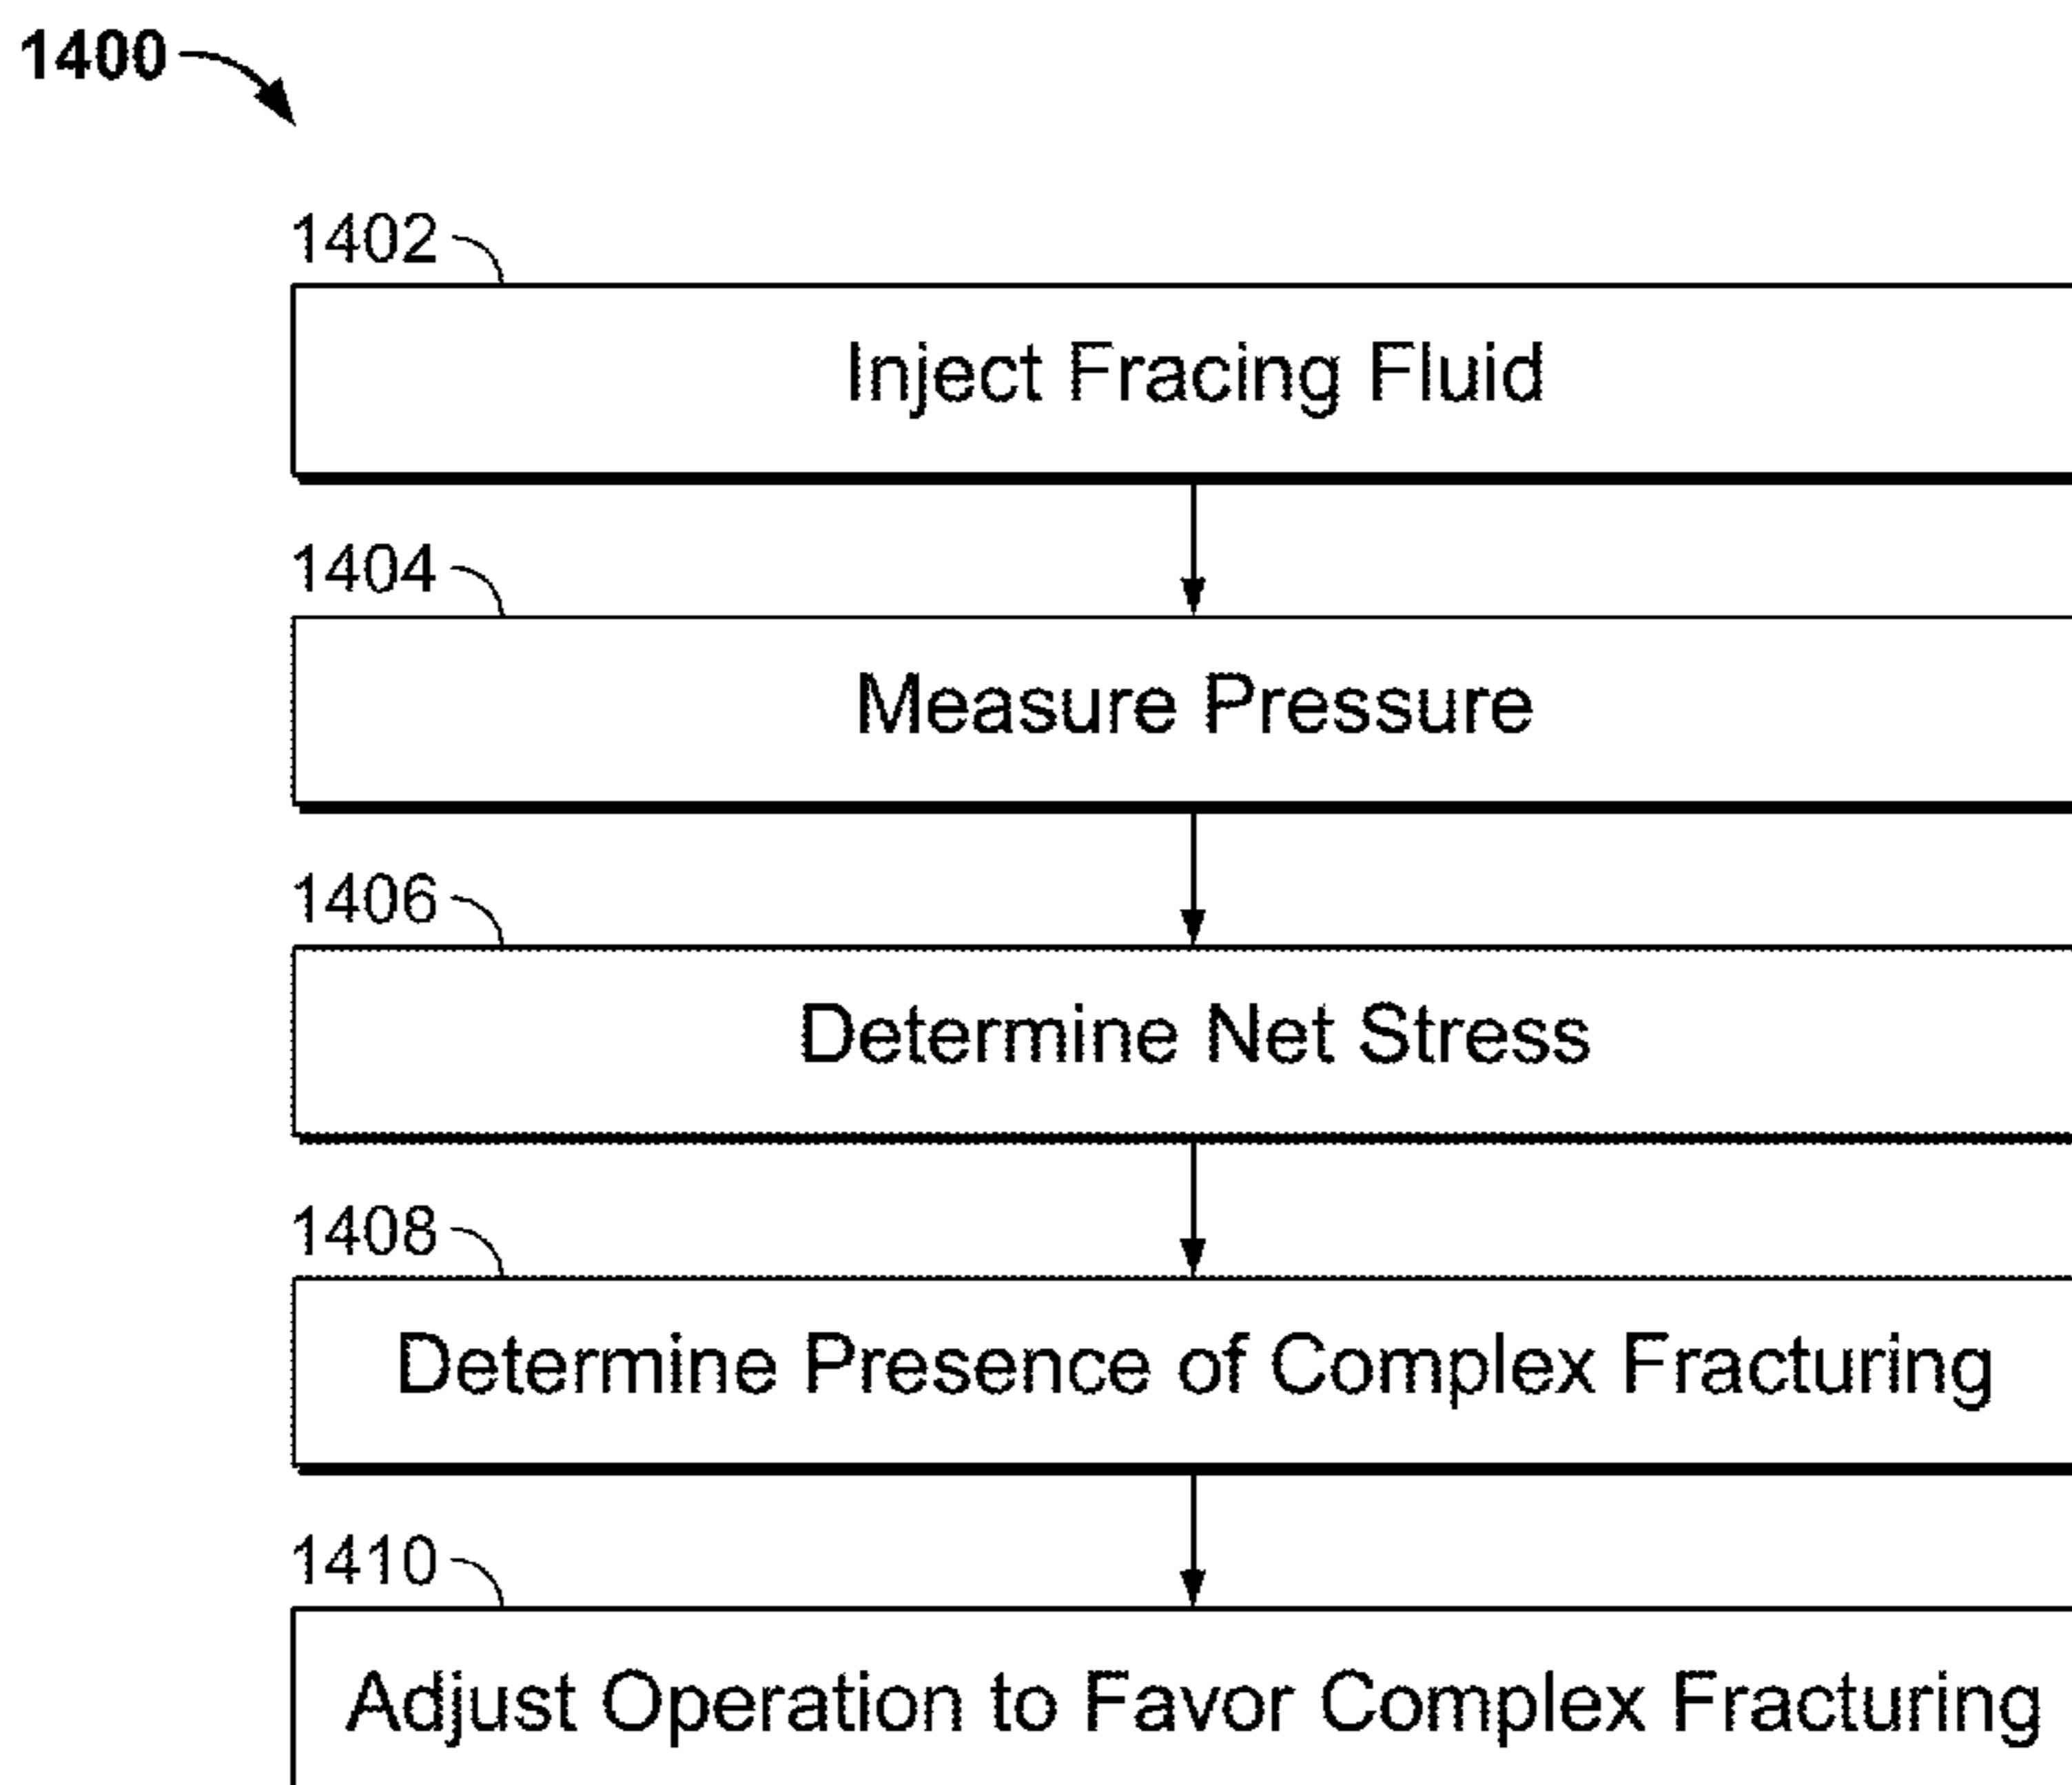 1400
1402
Inject Fracing Fluid
1404
Measure Pressure
1406
Determine Net Stress
1408
Determine Presence of Complex Fracturing
1410
Adjust Operation to Favor Complex Fracturing